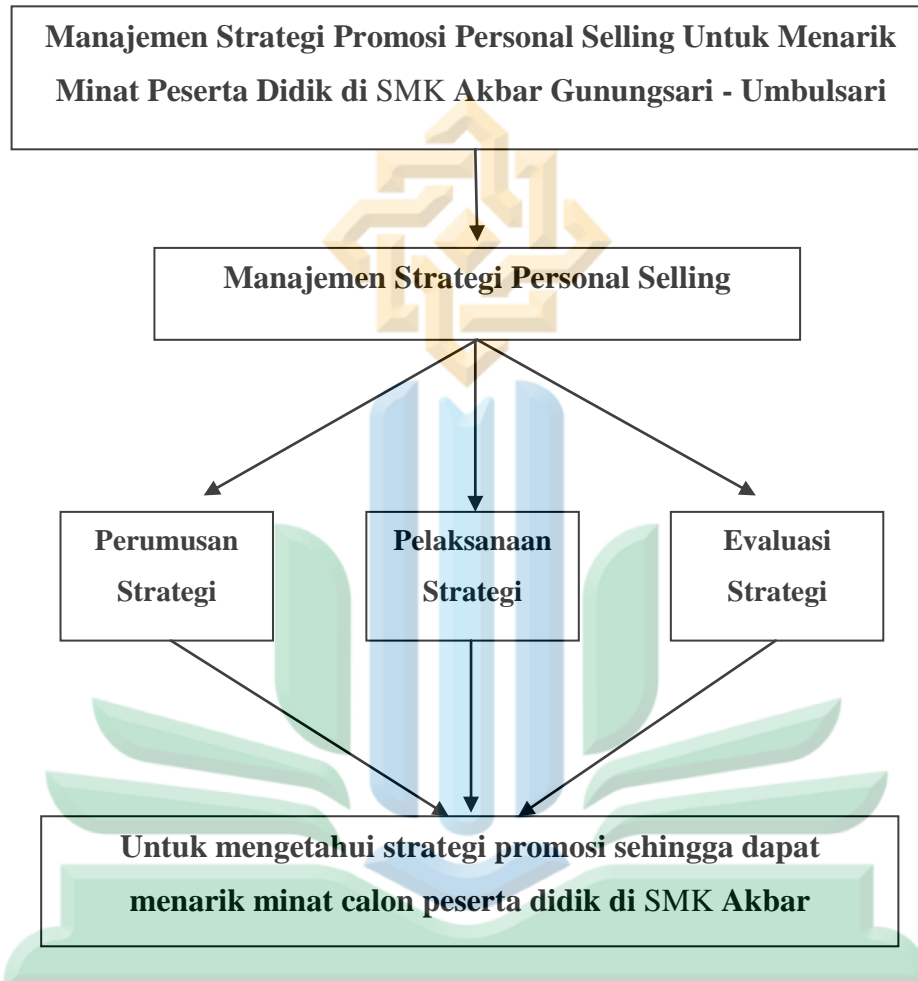 Manajemen Strategi Promosi Personal Selling Untuk Menarik
Minat Peserta Didik di SMK Akbar Gunungsari - Umbulsari
Manajemen Strategi Personal Selling
Perumusan
Strategi
Pelaksanaan
Strategi
Evaluasi
Strategi
Untuk mengetahui strategi promosi sehingga dapat
menarik minat calon peserta didik di SMK Akbar